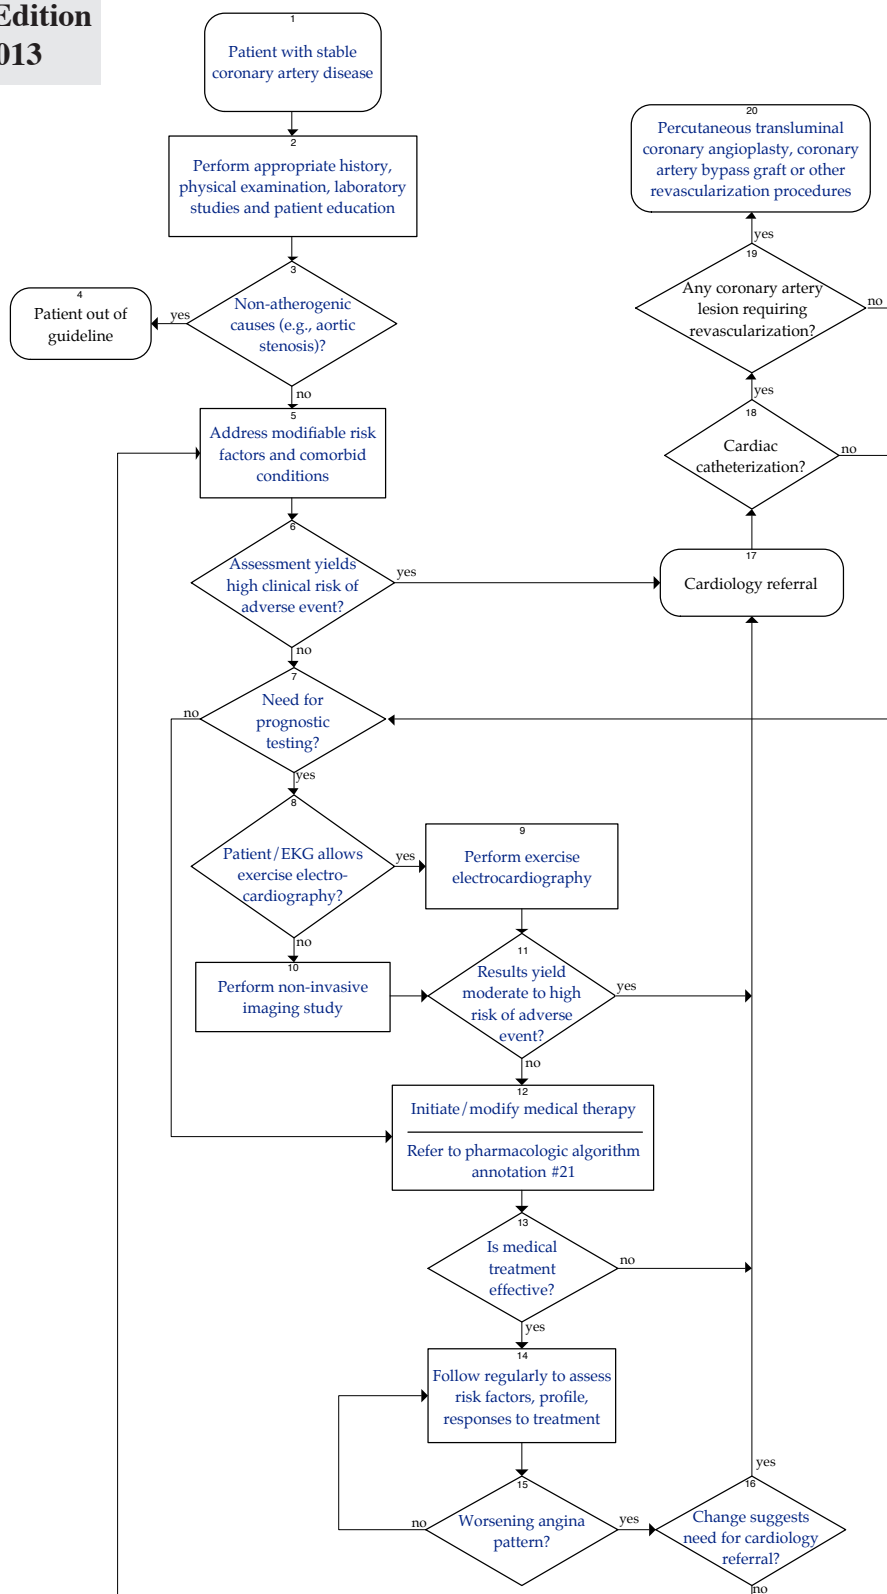 Edition
013
1
Patient with stable
coronary artery disease
2
Perform appropriate history,
physical examination, laboratory
studies and patient education
3
Non-atherogenic
causes (e.g., aortic
stenosis)?
yes
4
Patient out of
guideline
no
5
Address modifiable risk
factors and comorbid
conditions
6
Assessment yields
high clinical risk of
adverse event?
yes
no
7
Need for
prognostic
testing?
no
yes
8
Patient/EKG allows
exercise electro-
cardiography?
yes
no
9
Perform exercise
electrocardiography
10
Perform non-invasive
imaging study
11
Results yield
moderate to high
risk of adverse
event?
yes
no
12
Initiate/modify medical therapy
Refer to pharmacologic algorithm
annotation #21
13
Is medical
treatment
effective?
no
yes
14
Follow regularly to assess
risk factors, profile,
responses to treatment
15
Worsening angina
pattern?
no
yes
16
Change suggests
need for cardiology
referral?
yes
no
17
Cardiology referral
18
Cardiac
catheterization?
no
yes
19
Any coronary artery
lesion requiring
revascularization?
no
yes
20
Percutaneous transluminal
coronary angioplasty, coronary
artery bypass graft or other
revascularization procedures